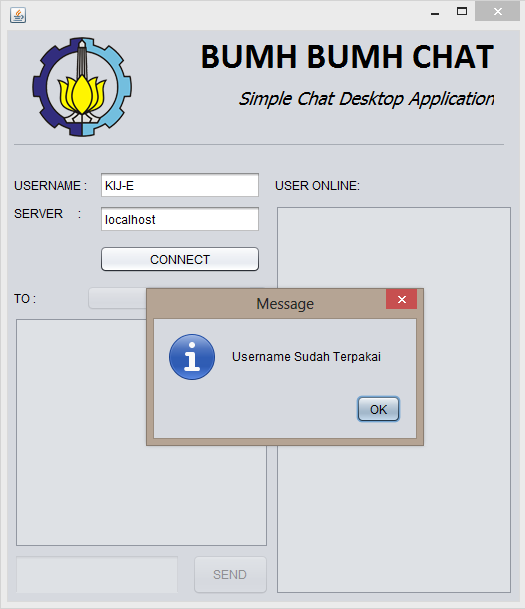 BUMH BUMH CHAT
Simple Chat Desktop Application
USERNAME : KIJ-E
USER ONLINE:
SERVER : localhost
CONNECT
TO :
Message
Username Sudah Terpakai
OK
SEND